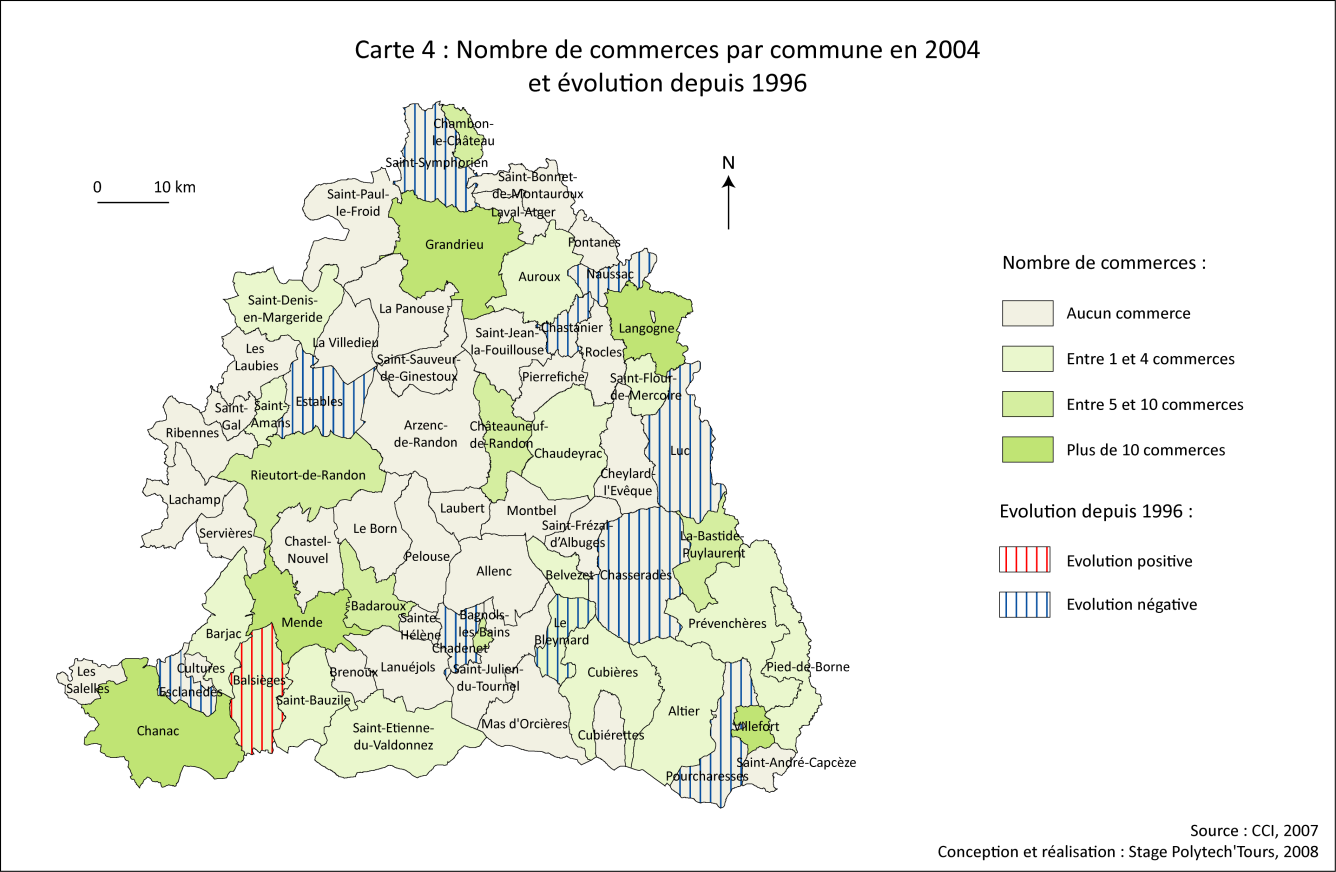 Carte 4 : Nombre de commerces par commune en 2004
et évolution depuis 1996
0 10 km
N
Chambon-
le-Château
Saint-Symphorien
Saint-Bonnet-
de-Montauroux
Laval-Atger
Saint-Paul-
le-Froid
Grandrieu
Fontanes
Auroux
Naussac
Saint-Denis-
en-Margeride
La Panouse
Chastanier
Langogne
Saint-Jean-
la-Fouillouse
La Villedieu
Rocles
Les
Laubies
Saint-Sauveur-
de-Ginestoux
Pierrefiche
Saint-Flour-
de-Mercoire
Estables
Saint-
Amans
Saint-
Gal
Ribennes
Arzenc-
de-Randon
Châteauneuf-
de-Randon
Chaudeyrac
Luc
Rieutort-de-Randon
Cheylard-
l'Evêque
Lachamp
Laubert
Montbel
Servières
Le Born
Saint-Frézal-
d'Albuges
La-Bastide-
Puylaurent
Chastel-
Nouvel
Pelouse
Allenc
Belvezet
Chasseradès
Badaroux
Mende
Sainte-
Hélène
Bagnols-
les-Bains
Chadenet
Le
Bleymard
Prévenchères
Barjac
Cultures
Les
Salelles
Esclanedes
Balsièges
Brenoux
Lanuéjols
Saint-Julien-
du-Tournel
Cubières
Pied-de-Borne
Saint-Bauzile
Altier
Chanac
Saint-Etienne-
du-Valdonnez
Mas d'Orcières
Cubiérettes
Villefort
Saint-André-Capcèze
Pourcharesses
Nombre de commerces :
Aucun commerce
Entre 1 et 4 commerces
Entre 5 et 10 commerces
Plus de 10 commerces
Evolution depuis 1996 :
Evolution positive
Evolution négative
Source : CCI, 2007
Conception et réalisation : Stage Polytech'Tours, 2008